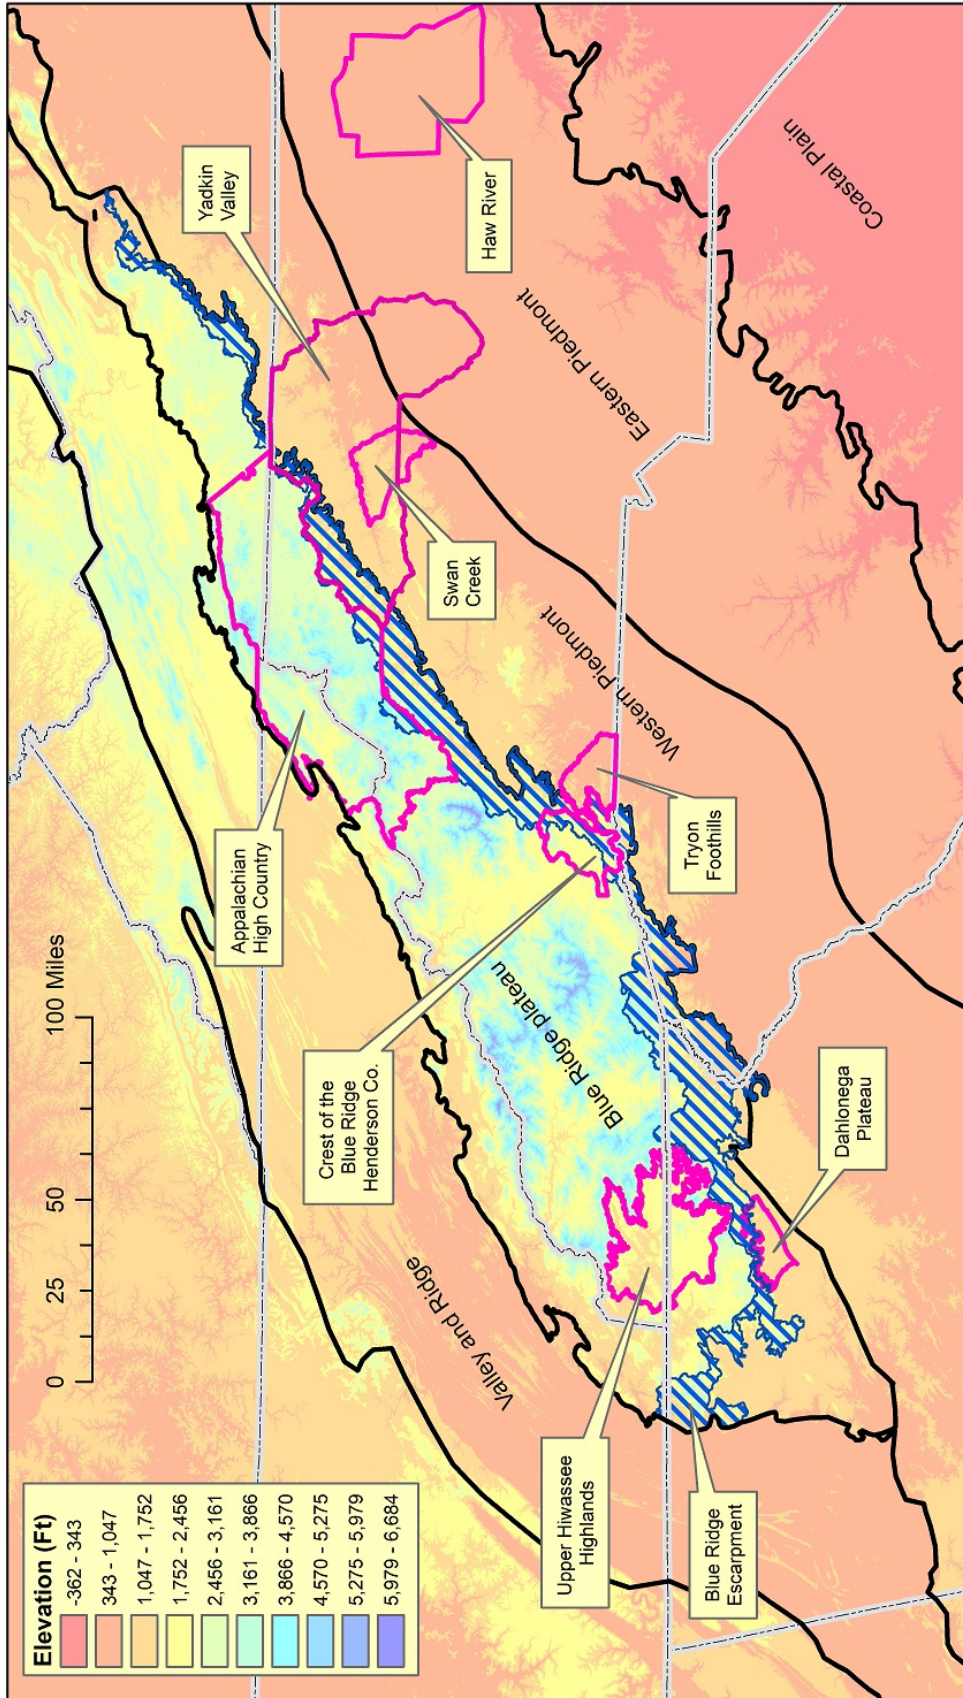 Elevation (Ft)
-362 - 343
343 - 1,047
1,047 - 1,752
1,752 - 2,456
2,456 - 3,161
3,161 - 3,866
3,866 - 4,570
4,570 - 5,275
5,275 - 5,979
5,979 - 6,684
0
25
50
100 Miles
Valley and Ridge
Appalachian
High Country
Yadkin
Valley
Haw River
Swan
Creek
Crest of the
Blue Ridge
Henderson Co.
Blue Ridge plateau
Tryon
Foothills
Western Piedmont
Eastern Piedmont
Coastal Plain
Upper Hiwassee
Highlands
Blue Ridge
Escarpment
Dahlonega
Plateau